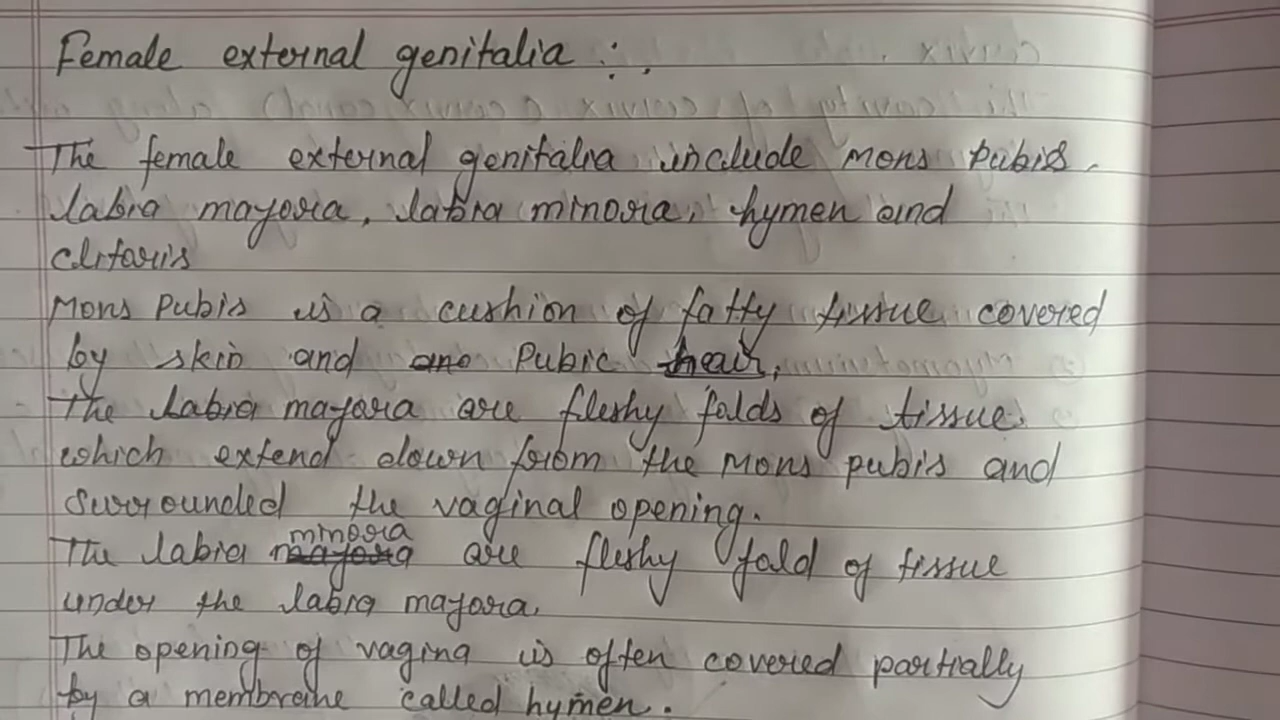 Female external genitalia :.
The female external genitalia include mons pubis.
labia mayora, labia minora, hymen and
clitoris
Mons Pubis is a cushion of fatty tissue covered
by skin and Pubic hair,
The labia mayora are fleshy folds of tissue.
which extend down from the Mons pubis and
surrounded the vaginal opening.
The labia minora are fleshy fold of tissue
under the labia majora.
The opening of vagina is often covered partially
by a membrane called hymen.